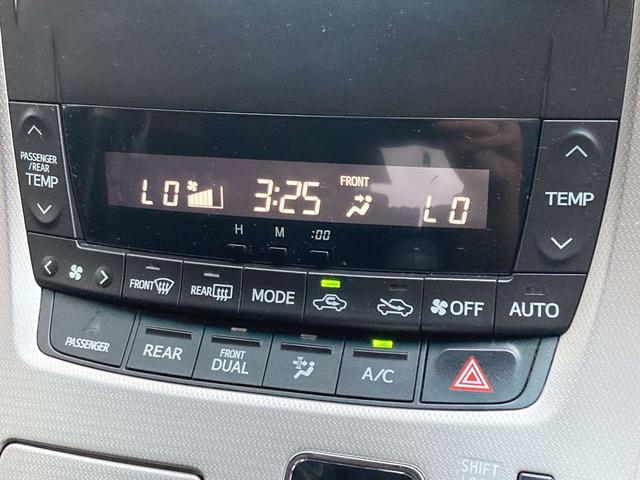 PASSENGER
/REAR
TEMP
LO 3:25 FRONT LO
TEMP
H M :00
FRONT REAR MODE OFF AUTO
PASSENGER REAR FRONT
DUAL A/C
SHIFT